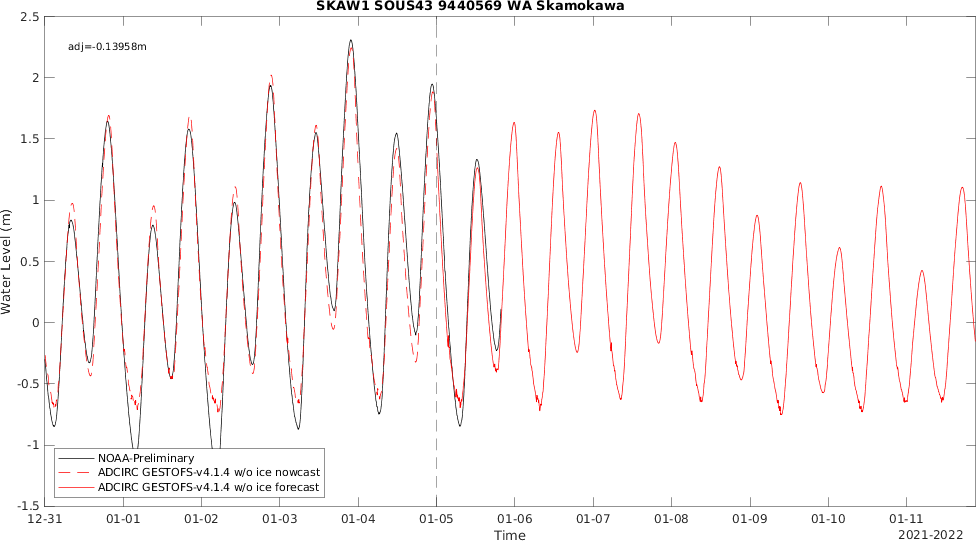 SKAW1 SOUS43 9440569 WA Skamokawa
adj=-0.13958m
Water Level (m)
2.5
2
1.5
1
0.5
0
-0.5
-1
-1.5
NOAA-Preliminary
ADCIRC GESTOFS-v4.1.4 w/o ice nowcast
ADCIRC GESTOFS-v4.1.4 w/o ice forecast
12-31 01-01 01-02 01-03 01-04 01-05 01-06 01-07 01-08 01-09 01-10 01-11
Time
2021-2022